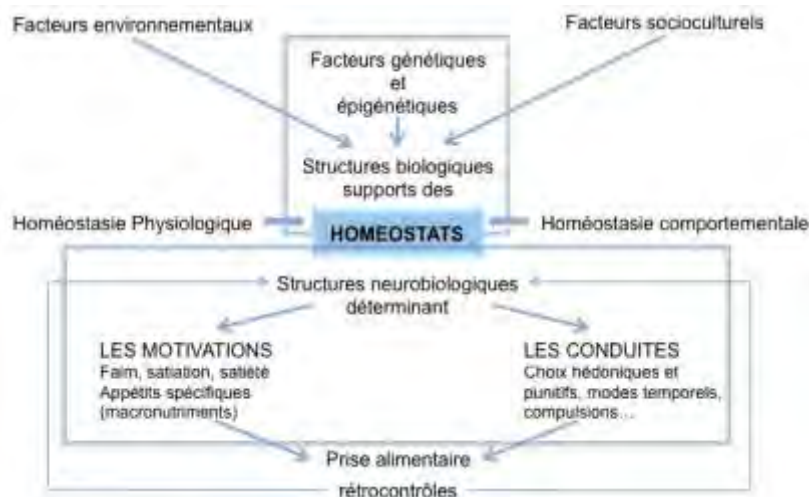 Facteurs environnementaux
Facteurs socioculturels
Facteurs génétiques
et
épigénétiques
Structures biologiques
supports des
Homéostasie Physiologique
HOMEOSTATS
Homéostasie comportementale
Structures neurobiologiques
déterminant
LES MOTIVATIONS
Faim, satiation, satiété
Appétits spécifiques
(macronutriments)
LES CONDUITES
Choix hédoniques et
punitifs, modes temporels,
compulsions...
Prise alimentaire
rétrocontrôles